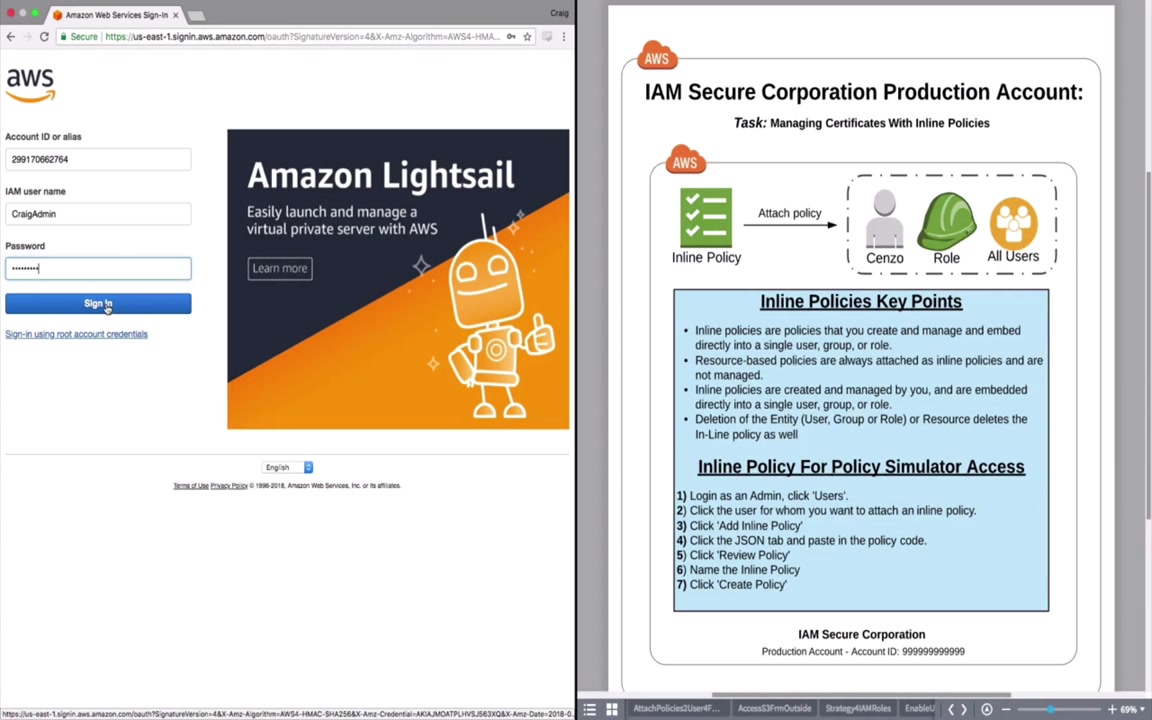 Amazon Web Services Sign-In
Craig
Secure
https://us-east-1.signin.aws.amazon.com/oauth?SignatureVersion=4&X-Amz-Algorithm=AWS4-HMA...
aws
Account ID or alias
299170662764
IAM user name
CraigAdmin
Password
Sign In
Sign-in using root account credentials
Amazon Lightsail
Easily launch and manage a
virtual private server with AWS
Learn more
English
Terms of Use Privacy Policy © 1996-2018, Amazon Web Services, Inc. or its affiliates.
https://us-east-1.signin.aws.amazon.com/oauth?SignatureVersion=4&X-Amz-Algorithm=AWS4-HMAC-SHA256&X-Amz-Credential=AKIAJMOATPLHVSJ563XQ&X-Amz-Date=2018-0...
AWS
IAM Secure Corporation Production Account:
Task: Managing Certificates With Inline Policies
AWS
Attach policy
Inline Policy
Cenzo
Role
All Users
Inline Policies Key Points
• Inline policies are policies that you create and manage and embed
directly into a single user, group, or role.
• Resource-based policies are always attached as inline policies and are
not managed.
• Inline policies are created and managed by you, and are embedded
directly into a single user, group, or role.
• Deletion of the Entity (User, Group or Role) or Resource deletes the
In-Line policy as well
Inline Policy For Policy Simulator Access
1) Login as an Admin, click 'Users'.
2) Click the user for whom you want to attach an inline policy.
3) Click 'Add Inline Policy'
4) Click the JSON tab and paste in the policy code.
5) Click 'Review Policy'
6) Name the Inline Policy
7) Click 'Create Policy'
IAM Secure Corporation
Production Account - Account ID: 999999999999
AttachPolicies2User4F...
AccessS3FrmOutside
Strategy4IAMRoles
EnableU
69%